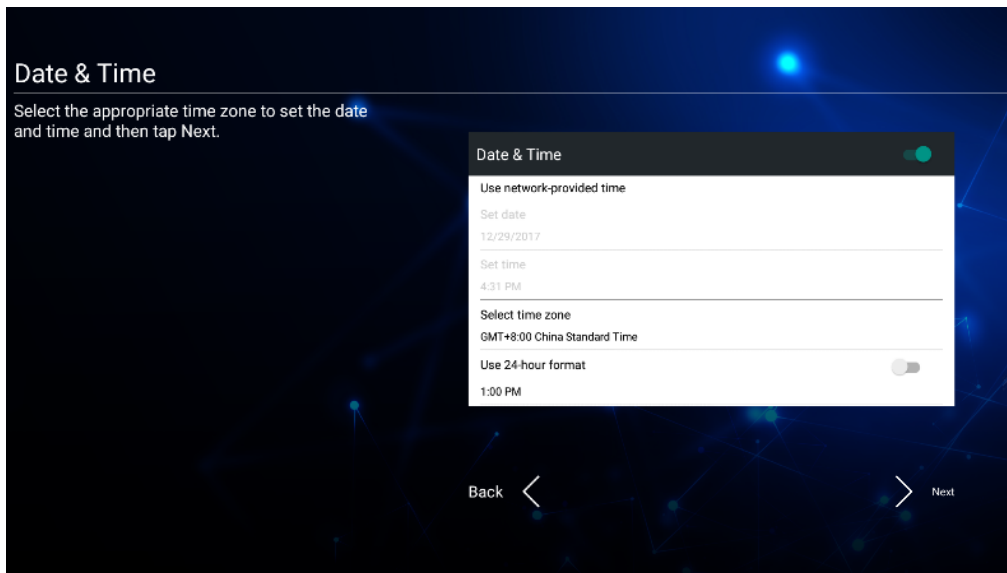 Date & Time
Select the appropriate time zone to set the date
and time and then tap Next.
Date & Time
Use network-provided time
Set date
12/29/2017
Set time
4:31 PM
Select time zone
GMT+8:00 China Standard Time
Use 24-hour format
1:00 PM
Back
Next